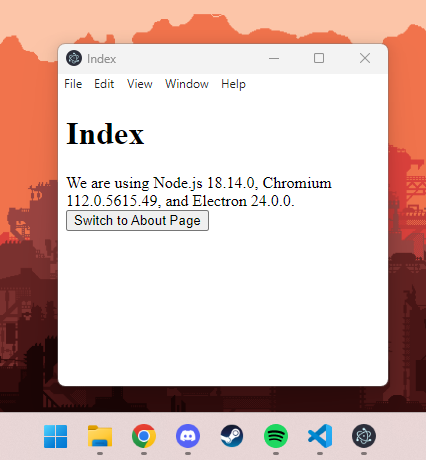 Index
File Edit View Window Help
Index
We are using Node.js 18.14.0, Chromium
112.0.5615.49, and Electron 24.0.0.
Switch to About Page